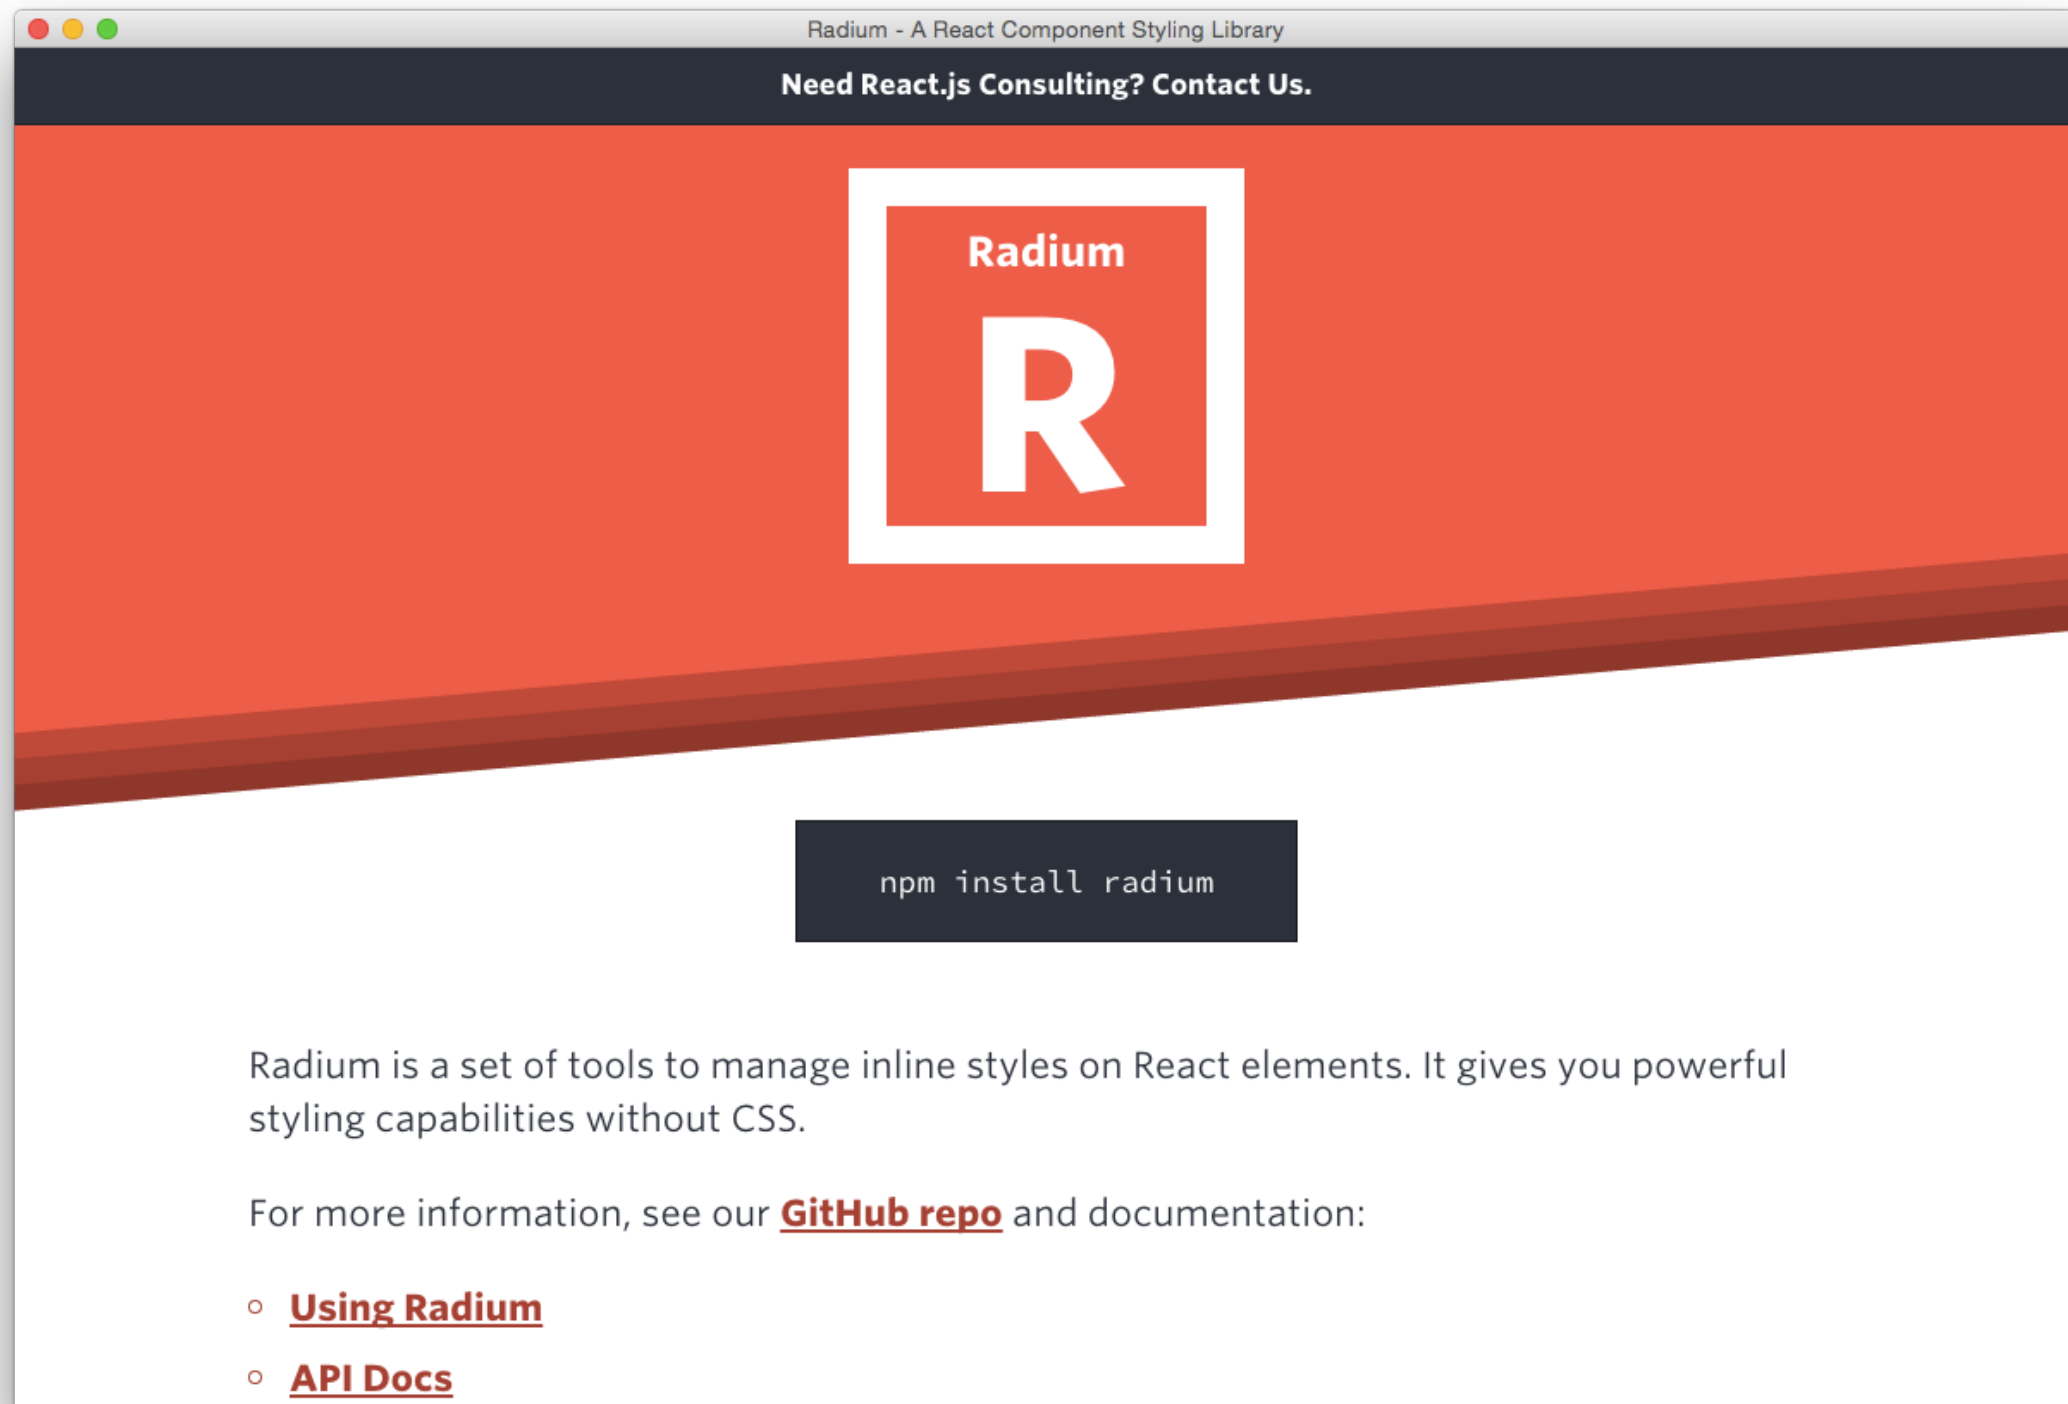 Radium - A React Component Styling Library
Need React.js Consulting? Contact Us.
Radium
R
npm install radium
Radium is a set of tools to manage inline styles on React elements. It gives you powerful
styling capabilities without CSS.
For more information, see our GitHub repo and documentation:
Using Radium
API Docs